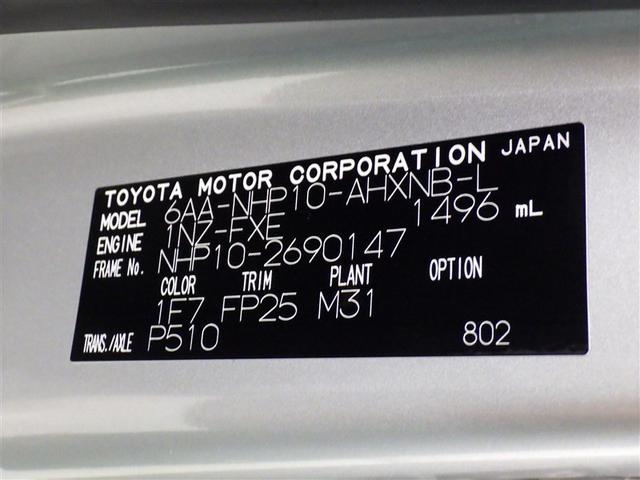 TOYOTA MOTOR CORPORATION JAPAN
MODEL 6AA-NHP10-AHXNB-L
ENGINE 1NZ-FXE 1496 mL
FRAME No. NHP10-2690147
COLOR TRIM PLANT OPTION
1E7 FP25 M31
TRANS./AXLE P510 802